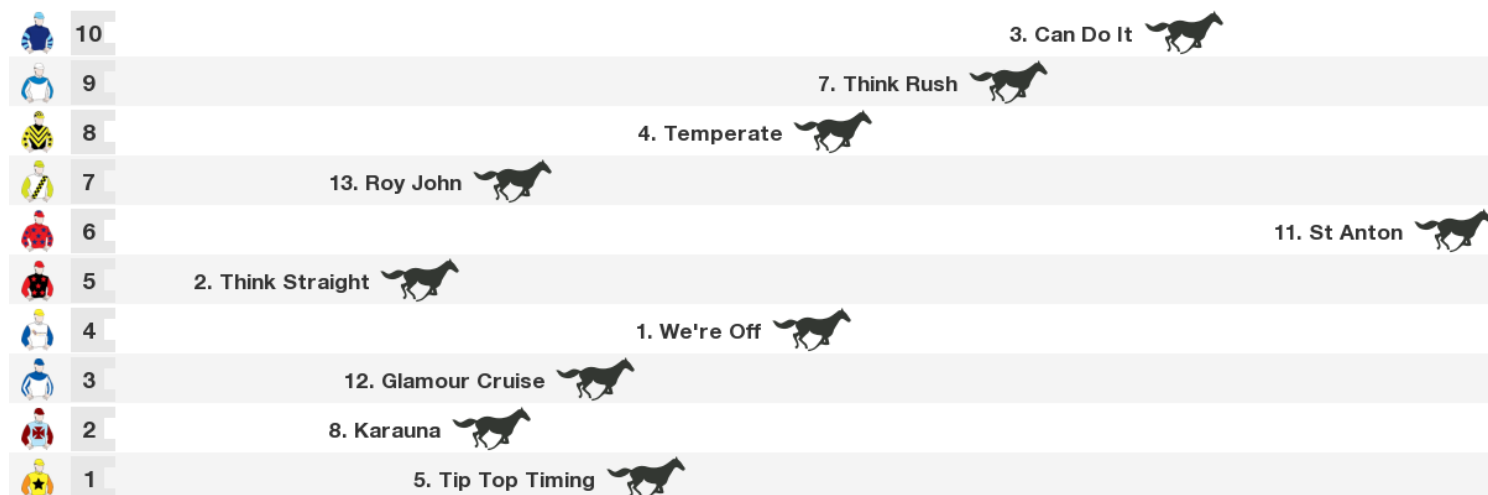 10 3. Can Do It
9 7. Think Rush
8 4. Temperate
7 13. Roy John
6 11. St Anton
5 2. Think Straight
4 1. We're Off
3 12. Glamour Cruise
2 8. Karauna
1 5. Tip Top Timing